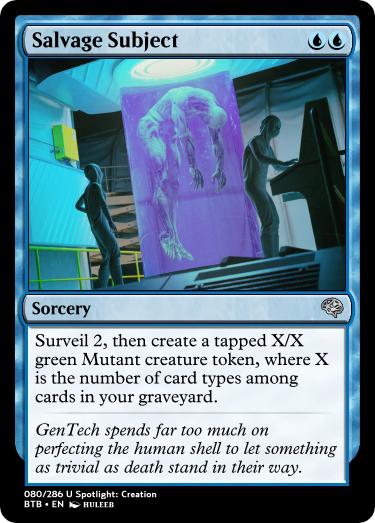 Salvage Subject
Sorcery
Surveil 2, then create a tapped X/X
green Mutant creature token, where X
is the number of card types among
cards in your graveyard.
GenTech spends far too much on
perfecting the human shell to let something
as trivial as death stand in their way.
080/286 U Spotlight: Creation
BTB • EN HULEEB